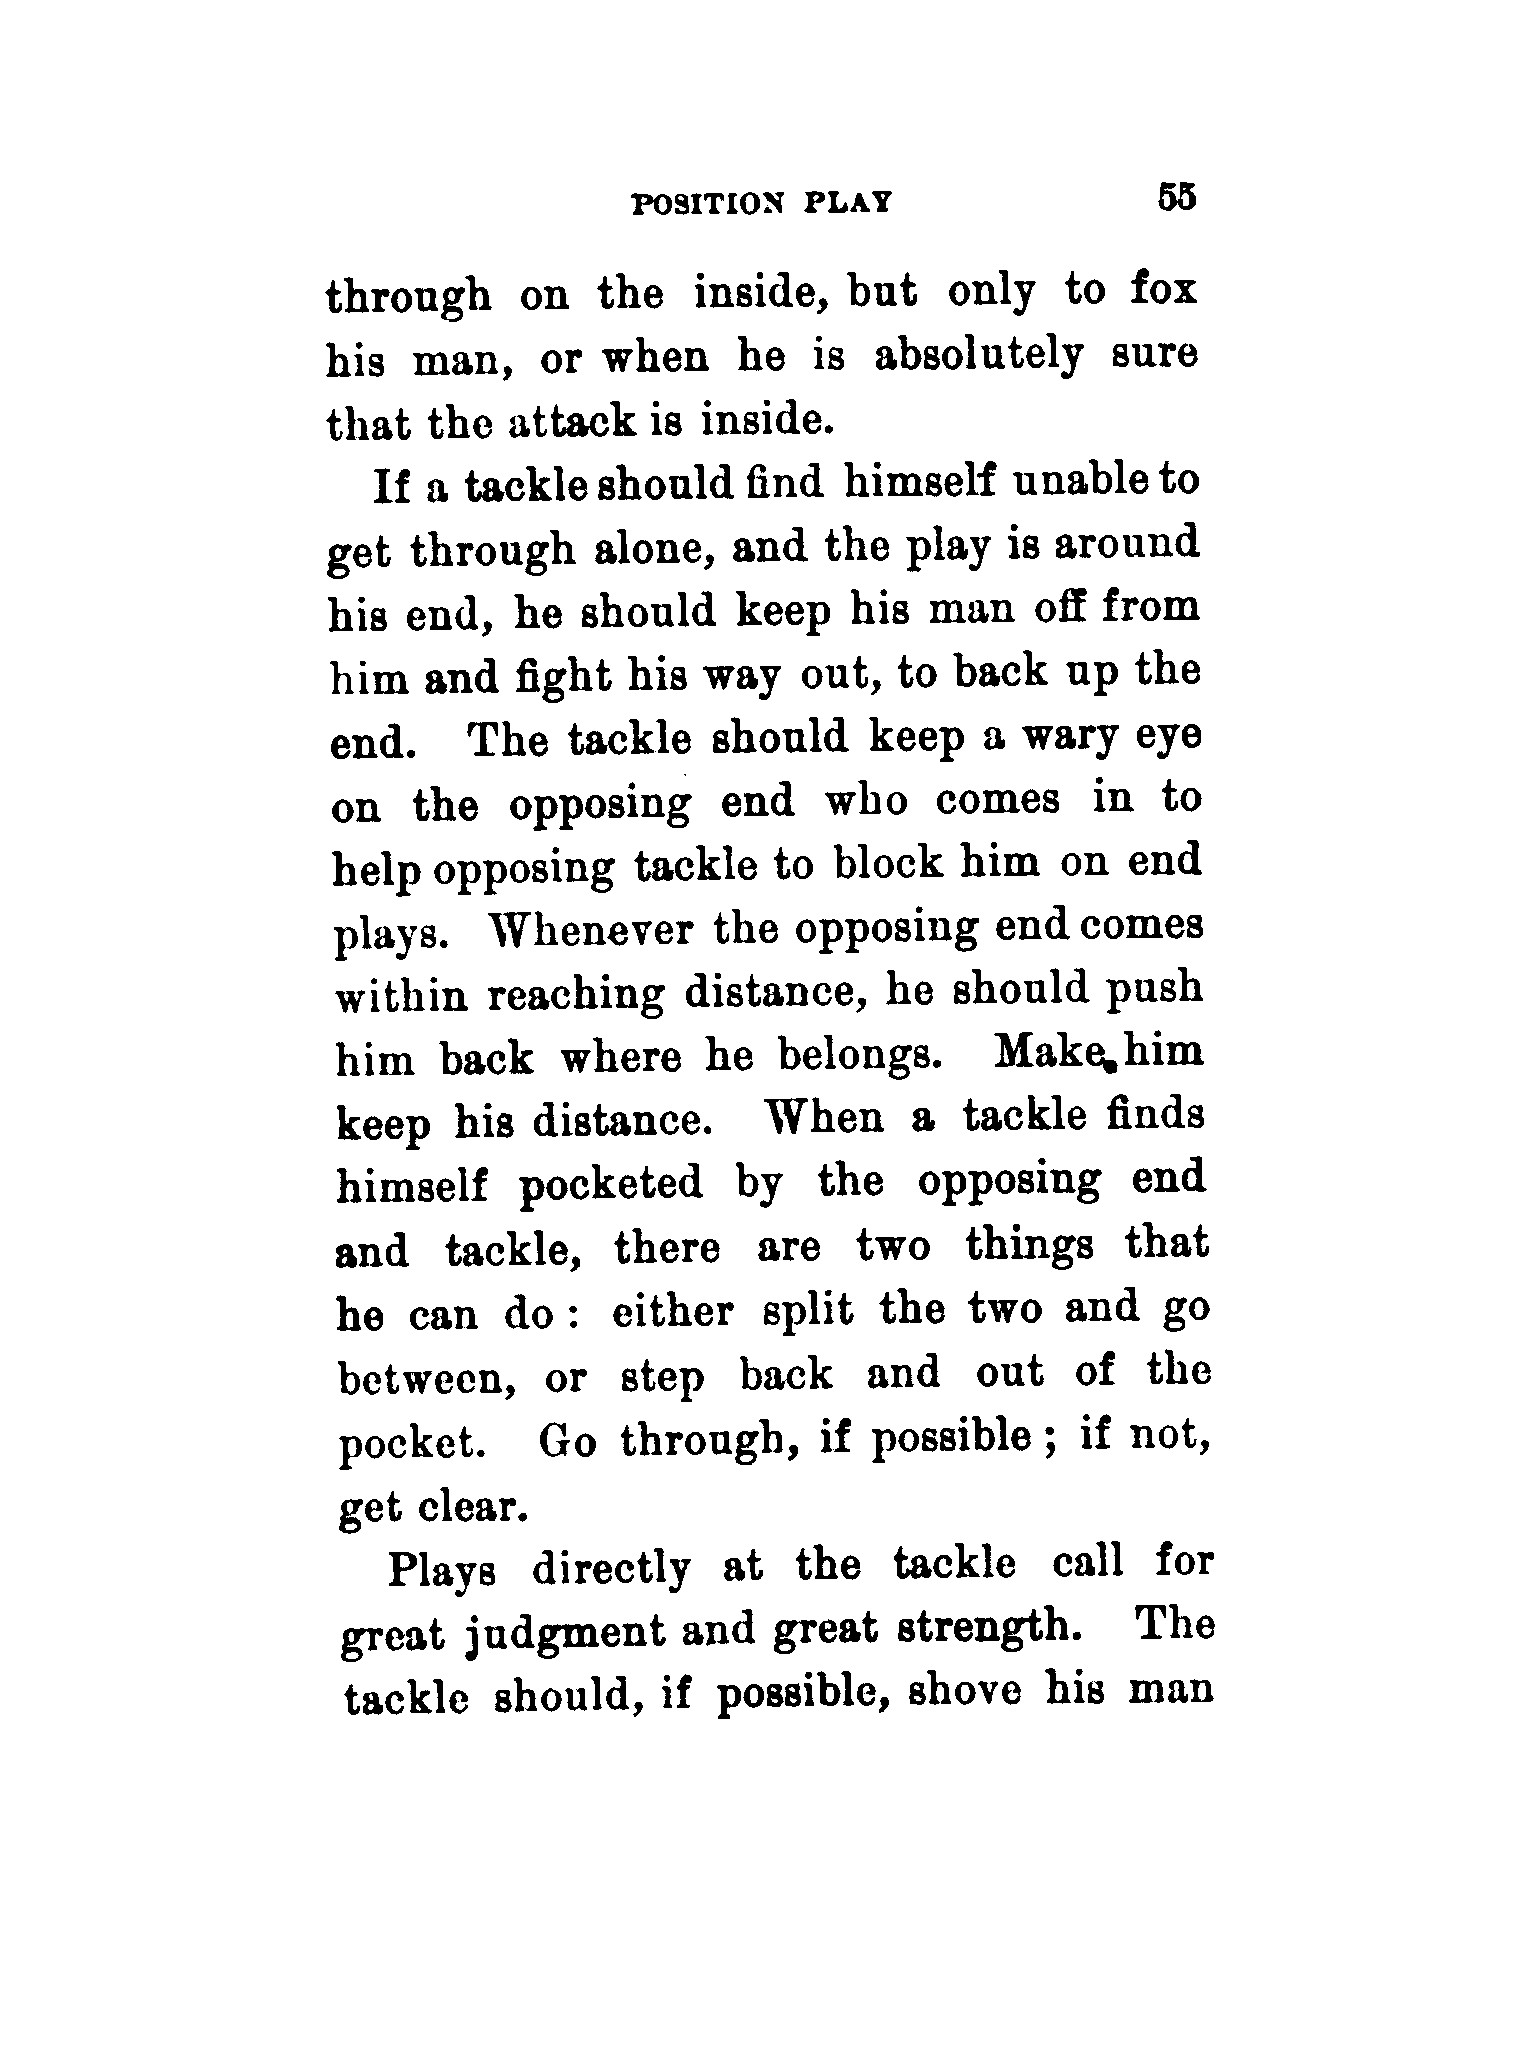 POSITION PLAY 55
through on the inside, but only to fox
his man, or when he is absolutely sure
that the attack is inside.
If a tackle should find himself unable to
get through alone, and the play is around
his end, he should keep his man off from
him and fight his way out, to back up the
end. The tackle should keep a wary eye
on the opposing end who comes in to
help opposing tackle to block him on end
plays. Whenever the opposing end comes
within reaching distance, he should push
him back where he belongs. Make him
keep his distance. When a tackle finds
himself pocketed by the opposing end
and tackle, there are two things that
he can do : either split the two and go
between, or step back and out of the
pocket. Go through, if possible ; if not,
get clear.
Plays directly at the tackle call for
great judgment and great strength. The
tackle should, if possible, shove his man